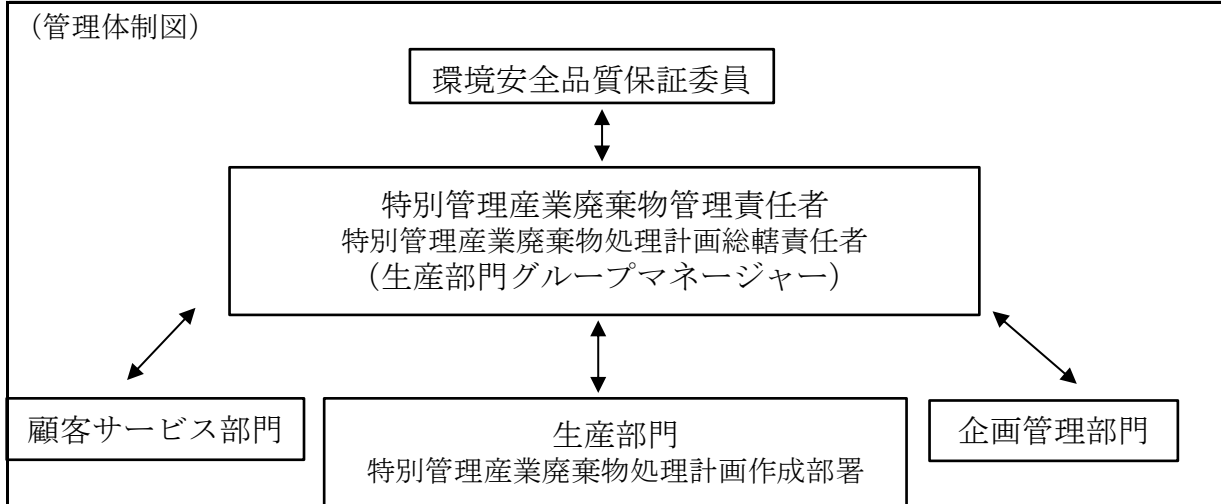 （管理体制図）
環境安全品質保証委員
特別管理産業廃棄物管理責任者
特別管理産業廃棄物処理計画総轄責任者
（生産部門グループマネージャー）
顧客サービス部門
生産部門
特別管理産業廃棄物処理計画作成部署
企画管理部門